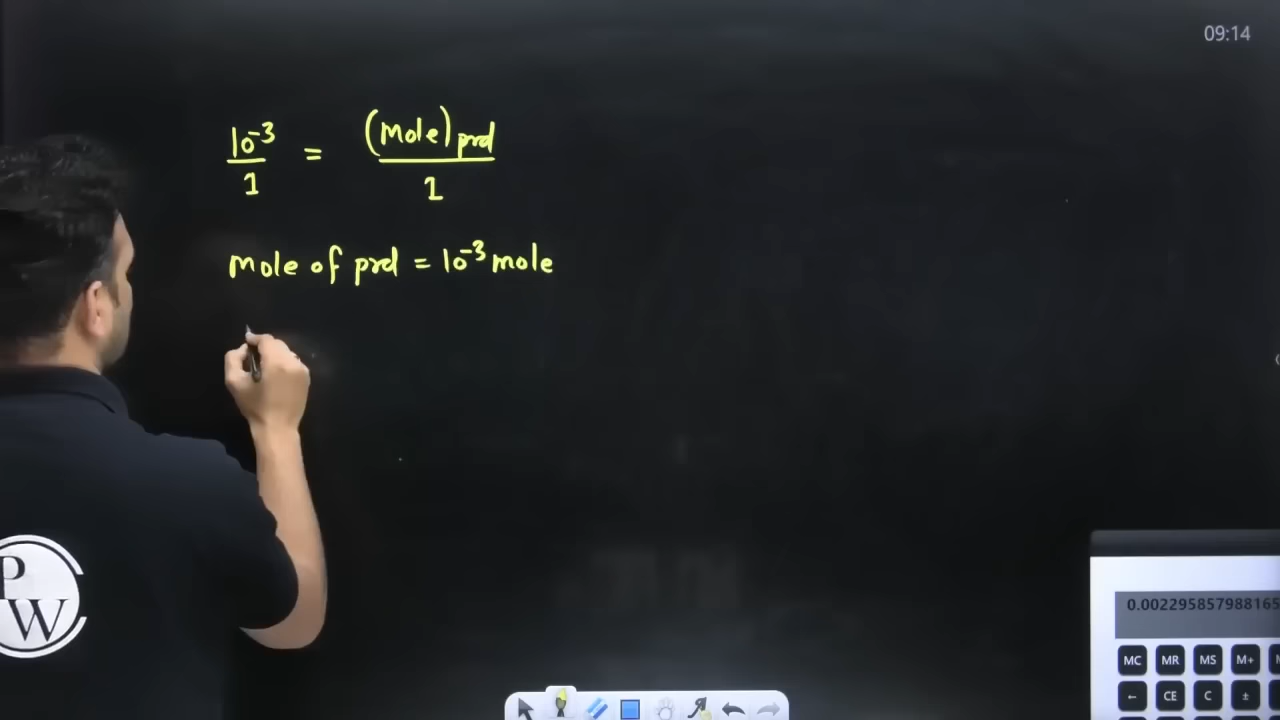 09:14
10⁻³/1 = (mole)prd/1
mole of prd = 10⁻³ mole
PW
0.002295857988165
MC MR MS M+
← CE C ±